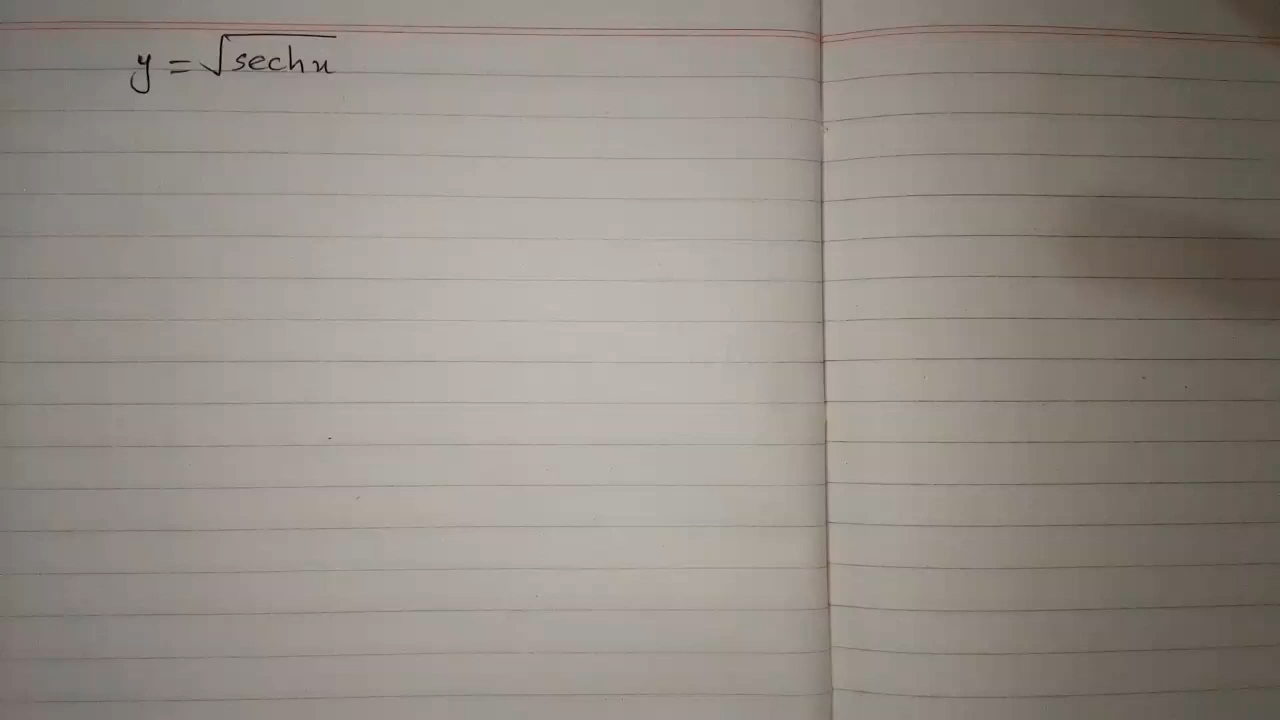 y = √sech x